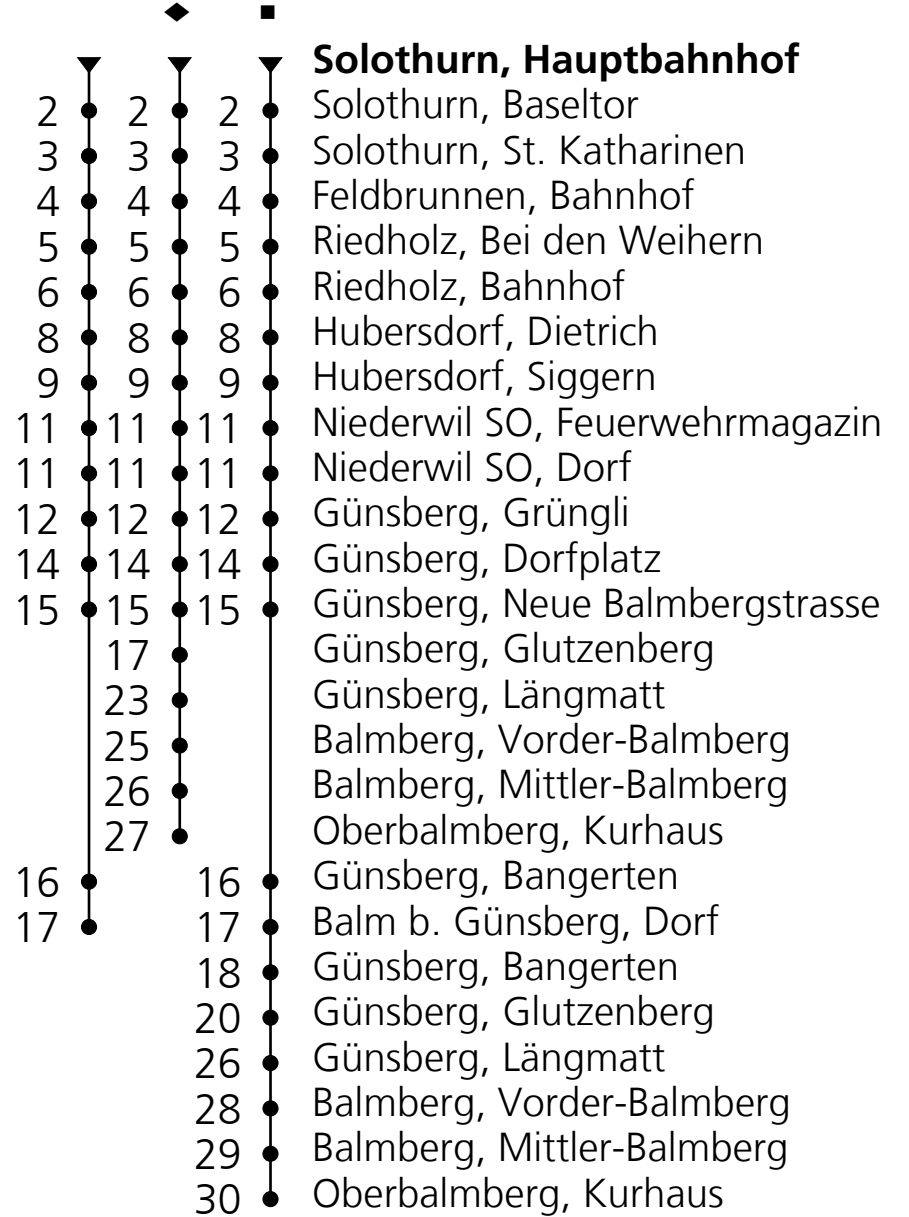 ◆ ■
Solothurn, Hauptbahnhof
2 2 2 Solothurn, Baseltor
3 3 3 Solothurn, St. Katharinen
4 4 4 Feldbrunnen, Bahnhof
5 5 5 Riedholz, Bei den Weihern
6 6 6 Riedholz, Bahnhof
8 8 8 Hubersdorf, Dietrich
9 9 9 Hubersdorf, Siggern
11 11 11 Niederwil SO, Feuerwehrmagazin
11 11 11 Niederwil SO, Dorf
12 12 12 Günsberg, Grüngli
14 14 14 Günsberg, Dorfplatz
15 15 15 Günsberg, Neue Balmbergstrasse
17 Günsberg, Glutzenberg
23 Günsberg, Längmatt
25 Balmberg, Vorder-Balmberg
26 Balmberg, Mittler-Balmberg
27 Oberbalmberg, Kurhaus
16 16 Günsberg, Bangerten
17 17 Balm b. Günsberg, Dorf
18 Günsberg, Bangerten
20 Günsberg, Glutzenberg
26 Günsberg, Längmatt
28 Balmberg, Vorder-Balmberg
29 Balmberg, Mittler-Balmberg
30 Oberbalmberg, Kurhaus